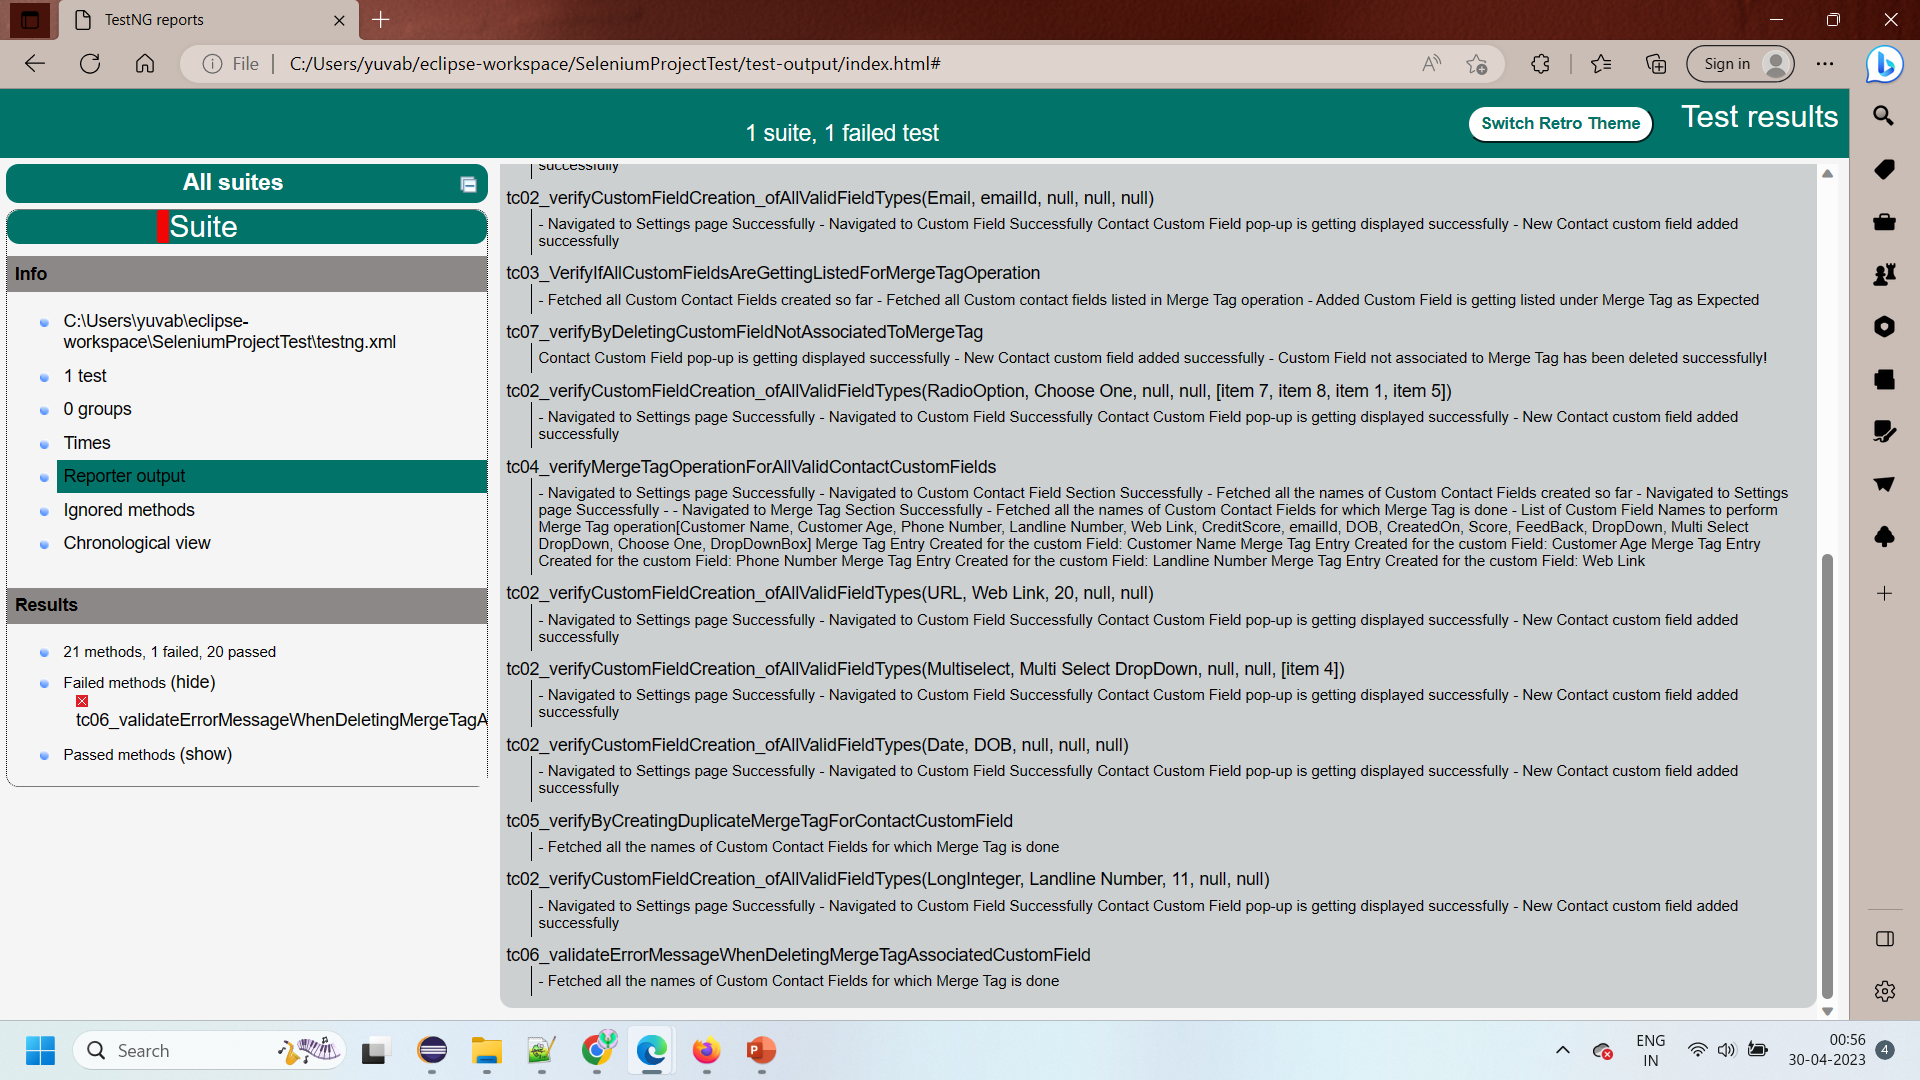 TestNG reports
File
C:/Users/yuvab/eclipse-workspace/SeleniumProjectTest/test-output/index.html#
Sign in
1 suite, 1 failed test
Switch Retro Theme
Test results
All suites
Suite
Info
C:\Users\yuvab\eclipse-
workspace\SeleniumProjectTest\testng.xml
1 test
0 groups
Times
Reporter output
Ignored methods
Chronological view
Results
21 methods, 1 failed, 20 passed
Failed methods (hide)
tc06_validateErrorMessageWhenDeletingMergeTagA
Passed methods (show)
successfully
tc02_verifyCustomFieldCreation_ofAllValidFieldTypes(Email, emailId, null, null, null)
- Navigated to Settings page Successfully - Navigated to Custom Field Successfully Contact Custom Field pop-up is getting displayed successfully - New Contact custom field added
successfully
tc03_VerifyIfAllCustomFieldsAreGettingListedForMergeTagOperation
- Fetched all Custom Contact Fields created so far - Fetched all Custom contact fields listed in Merge Tag operation - Added Custom Field is getting listed under Merge Tag as Expected
tc07_verifyByDeletingCustomFieldNotAssociatedToMergeTag
Contact Custom Field pop-up is getting displayed successfully - New Contact custom field added successfully - Custom Field not associated to Merge Tag has been deleted successfully!
tc02_verifyCustomFieldCreation_ofAllValidFieldTypes(RadioOption, Choose One, null, null, [item 7, item 8, item 1, item 5])
- Navigated to Settings page Successfully - Navigated to Custom Field Successfully Contact Custom Field pop-up is getting displayed successfully - New Contact custom field added
successfully
tc04_verifyMergeTagOperationForAllValidContactCustomFields
- Navigated to Settings page Successfully - Navigated to Custom Contact Field Section Successfully - Fetched all the names of Custom Contact Fields created so far - Navigated to Settings
page Successfully - - Navigated to Merge Tag Section Successfully - Fetched all the names of Custom Contact Fields for which Merge Tag is done - List of Custom Field Names to perform
Merge Tag operation[Customer Name, Customer Age, Phone Number, Landline Number, Web Link, CreditScore, emailId, DOB, CreatedOn, Score, FeedBack, DropDown, Multi Select
DropDown, Choose One, DropDownBox] Merge Tag Entry Created for the custom Field: Customer Name Merge Tag Entry Created for the custom Field: Customer Age Merge Tag Entry
Created for the custom Field: Phone Number Merge Tag Entry Created for the custom Field: Landline Number Merge Tag Entry Created for the custom Field: Web Link
tc02_verifyCustomFieldCreation_ofAllValidFieldTypes(URL, Web Link, 20, null, null)
- Navigated to Settings page Successfully - Navigated to Custom Field Successfully Contact Custom Field pop-up is getting displayed successfully - New Contact custom field added
successfully
tc02_verifyCustomFieldCreation_ofAllValidFieldTypes(Multiselect, Multi Select DropDown, null, null, [item 4])
- Navigated to Settings page Successfully - Navigated to Custom Field Successfully Contact Custom Field pop-up is getting displayed successfully - New Contact custom field added
successfully
tc02_verifyCustomFieldCreation_ofAllValidFieldTypes(Date, DOB, null, null, null)
- Navigated to Settings page Successfully - Navigated to Custom Field Successfully Contact Custom Field pop-up is getting displayed successfully - New Contact custom field added
successfully
tc05_verifyByCreatingDuplicateMergeTagForContactCustomField
- Fetched all the names of Custom Contact Fields for which Merge Tag is done
tc02_verifyCustomFieldCreation_ofAllValidFieldTypes(LongInteger, Landline Number, 11, null, null)
- Navigated to Settings page Successfully - Navigated to Custom Field Successfully Contact Custom Field pop-up is getting displayed successfully - New Contact custom field added
successfully
tc06_validateErrorMessageWhenDeletingMergeTagAssociatedCustomField
- Fetched all the names of Custom Contact Fields for which Merge Tag is done
Search
ENG
IN
00:56
30-04-2023
4